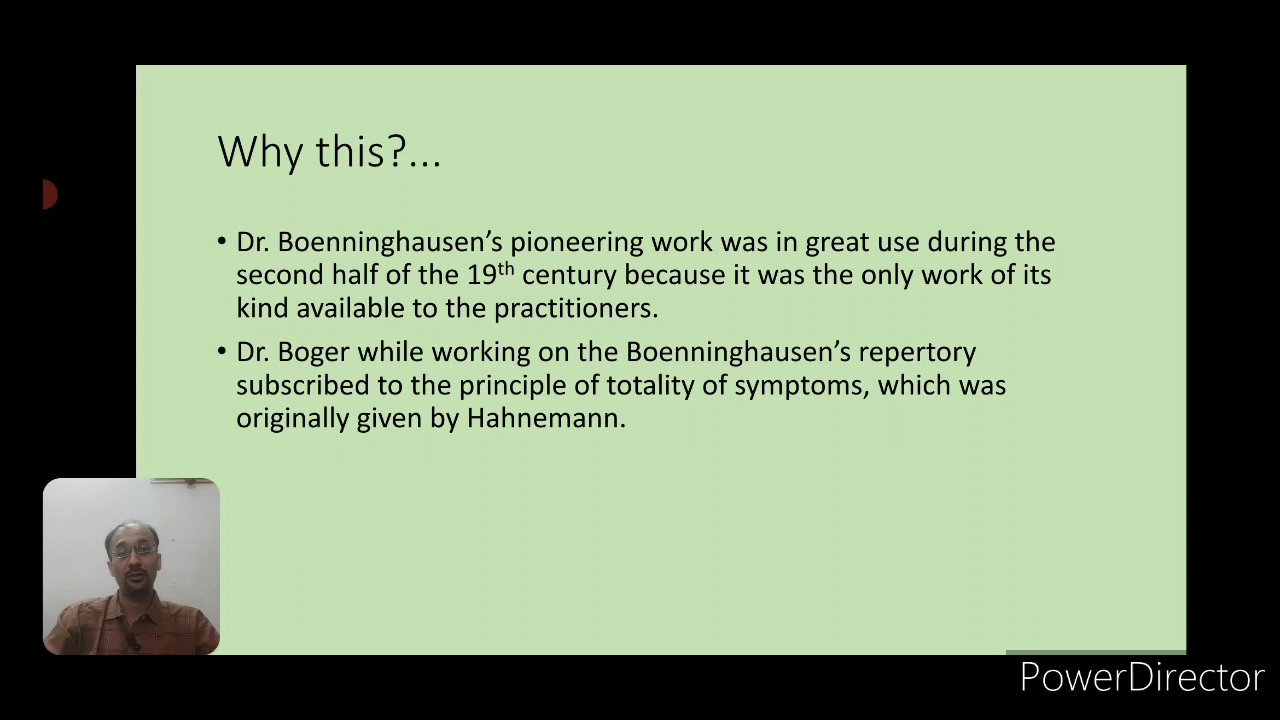 Why this?...
• Dr. Boenninghausen’s pioneering work was in great use during the
second half of the 19th century because it was the only work of its
kind available to the practitioners.
• Dr. Boger while working on the Boenninghausen’s repertory
subscribed to the principle of totality of symptoms, which was
originally given by Hahnemann.
PowerDirector